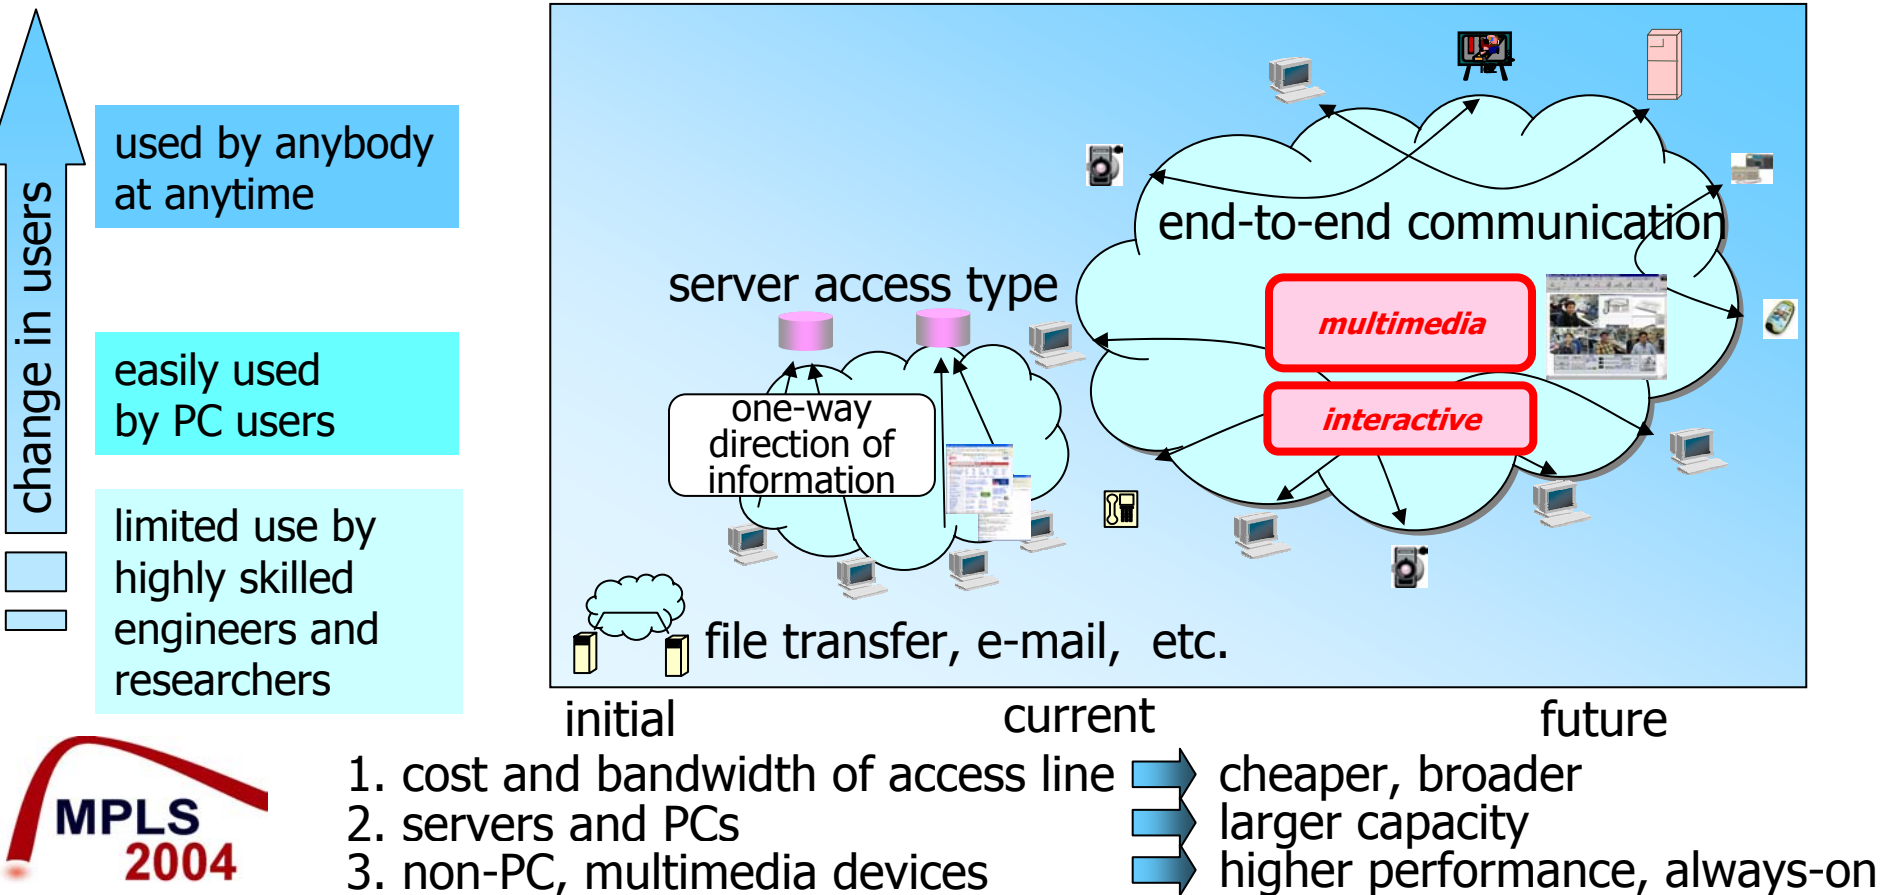 change in users
used by anybody
at anytime
easily used
by PC users
limited use by
highly skilled
engineers and
researchers
end-to-end communication
server access type
multimedia
interactive
one-way
direction of
information
file transfer, e-mail, etc.
initial
current
future
1. cost and bandwidth of access line
cheaper, broader
2. servers and PCs
larger capacity
3. non-PC, multimedia devices
higher performance, always-on
MPLS
2004